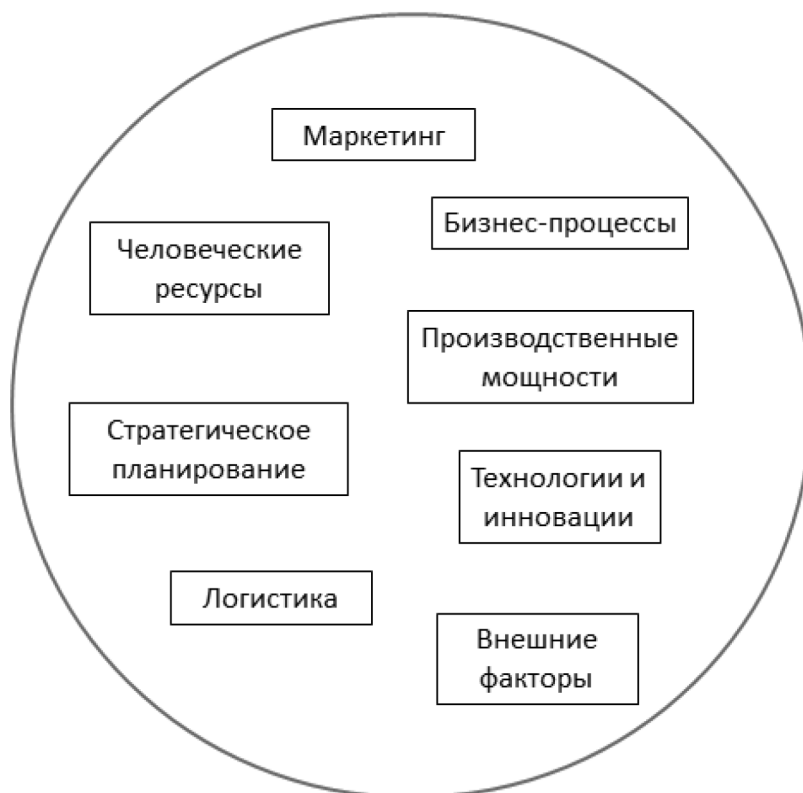 Маркетинг
Бизнес-процессы
Человеческие
ресурсы
Производственные
мощности
Стратегическое
планирование
Технологии и
инновации
Логистика
Внешние
факторы